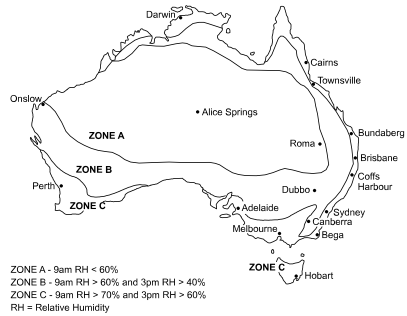 Darwin
Cairns
Townsville
Onslow
Alice Springs
ZONE A
Bundaberg
Roma
Brisbane
ZONE B
Coffs
Harbour
Perth
Dubbo
ZONE C
Adelaide
Sydney
Canberra
Melbourne
Bega
ZONE C
Hobart
ZONE A - 9am RH < 60%
ZONE B - 9am RH > 60% and 3pm RH > 40%
ZONE C - 9am RH > 70% and 3pm RH > 60%
RH = Relative Humidity